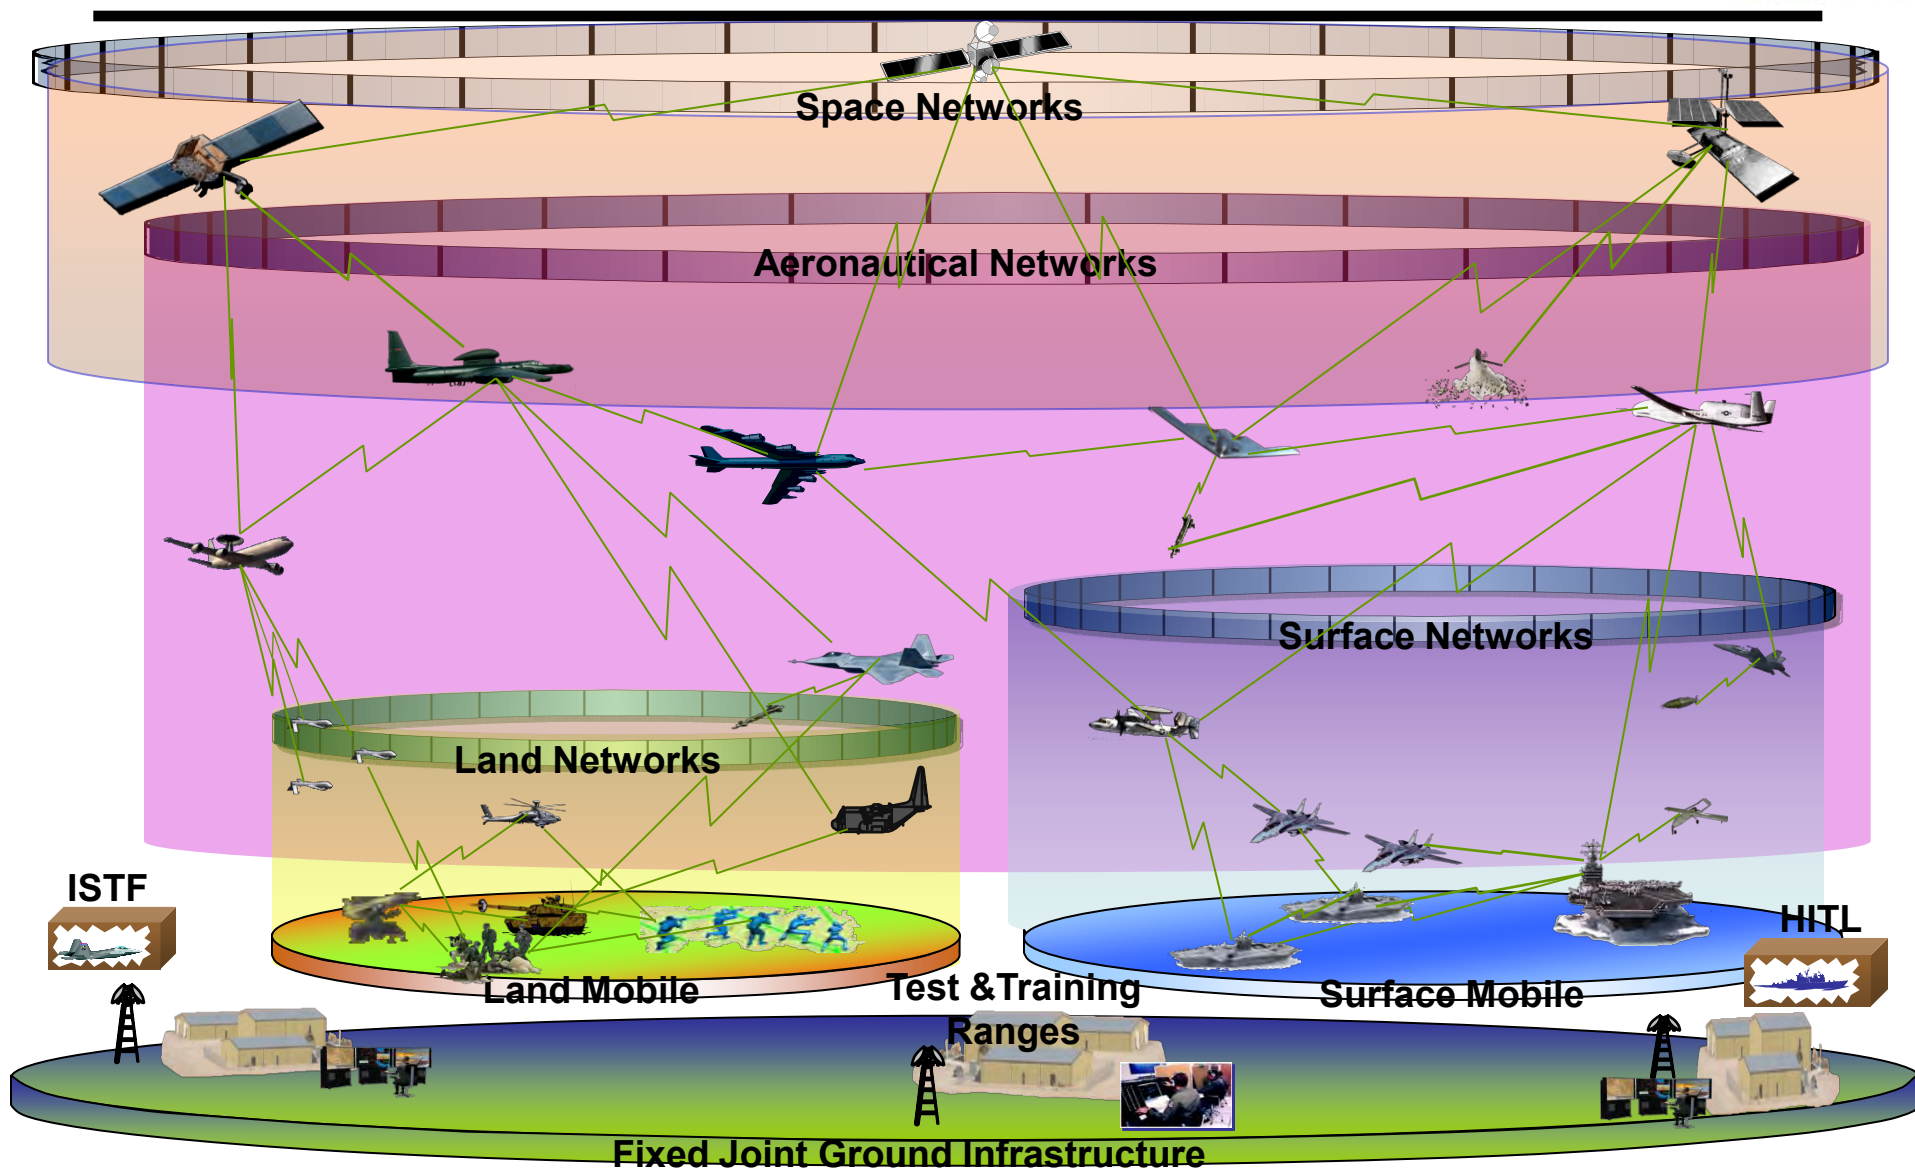 Space Networks
Aeronautical Networks
Surface Networks
Land Networks
ISTF
HITL
Land Mobile
Test &Training
Ranges
Surface Mobile
Fixed Joint Ground Infrastructure